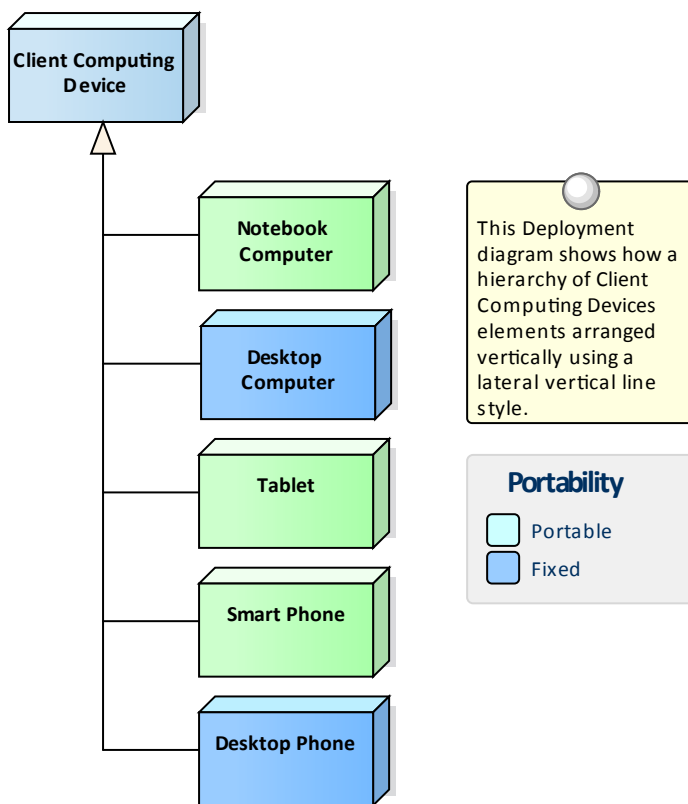 Client Computing
Device
Notebook
Computer
Desktop
Computer
Tablet
Smart Phone
Desktop Phone
This Deployment
diagram shows how a
hierarchy of Client
Computing Devices
elements arranged
vertically using a
lateral vertical line
style.
Portability
Portable
Fixed